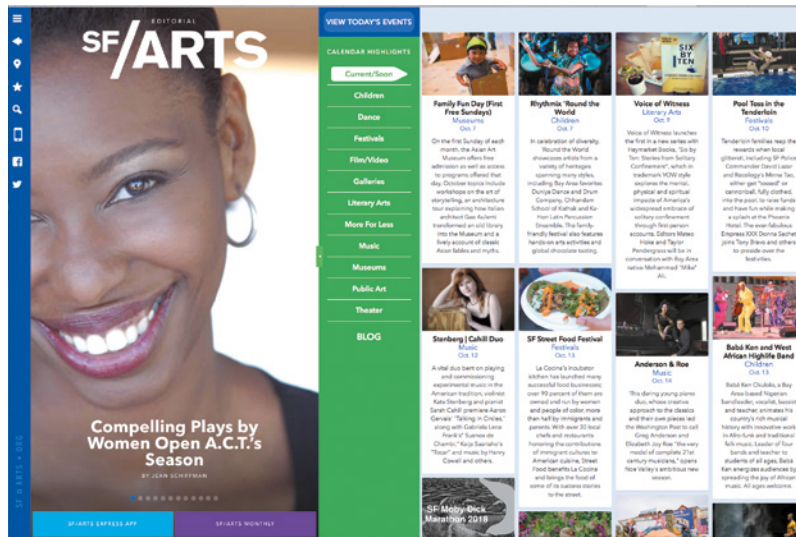 EDITORIAL
SF/ARTS
Compelling Plays by
Women Open A.C.T.'s
Season
BY JEAN SCHIFFMAN
SF/ARTS EXPRESS APP
SF/ARTS MONTHLY
VIEW TODAY'S EVENTS
CALENDAR HIGHLIGHTS
Current/Soon
Children
Dance
Festivals
Film/Video
Galleries
Literary Arts
More For Less
Music
Museums
Public Art
Theater
BLOG
Family Fun Day (First
Free Sundays)
Museums
Oct. 7
On the first Sunday of each
month, the Asian Art
Museum offers free
admission as well as access
to programs offered that
day. October topics include
workshops on the art of
storytelling, an architecture
tour explaining how Italian
architect Gae Aulenti
transformed an old library
into the Museum and a
lively account of classic
Asian fables and myths.
Rhythmix 'Round the
World
Children
Oct. 7
In celebration of diversity,
'Round the World
showcases artists from a
variety of heritages
spanning many styles,
including Bay Area favorites
Duniya Dance and Drum
Company, Chhandam
School of Kathak and Ka-
Hon Latin Percussion
Ensemble. The family-
friendly festival also features
hands-on arts activities and
global chocolate tasting.
SIX
BY
TEN
Voice of Witness
Literary Arts
Oct. 9
Voice of Witness launches
the first in a new series with
Haymarket Books, "Six by
Ten: Stories from Solitary
Confinement", which in
trademark VOW style
explores the mental,
physical and spiritual
impacts of America's
widespread embrace of
solitary confinement
through first-person
accounts. Editors Mateo
Hoke and Taylor
Pendergrass will be in
conversation with Bay Area
native Mohammed "Mike"
Ali.
Pool Toss in the
Tenderloin
Festivals
Oct. 10
Tenderloin families reap the
rewards when local
glitterati, including SF Police
Commander David Lazar
and Recology's Minna Tao,
either get "tossed" or
cannonball, fully clothed,
into the pool, to raise funds
and have fun while making
a splash at the Phoenix
Hotel. The ever-fabulous
Empress XXX Donna Sachet
joins Tony Bravo and others
to preside over the
festivities.
Stenberg | Cahill Duo
Music
Oct. 12
A vital duo bent on playing
and commissioning
experimental music in the
American tradition, violinist
Kate Stenberg and pianist
Sarah Cahill premiere Aaron
Gervais' "Talking in Circles,"
along with Gabriela Lena
Frank's" Suenos de
Chambi," Kaija Saariaho's
"Tocar" and music by Henry
Cowell and others.
SF Street Food Festival
Festivals
Oct. 13
La Cocina's incubator
kitchen has launched many
successful food businesses;
over 90 percent of them are
owned and run by women
and people of color, more
than half by immigrants and
parents. With over 30 local
chefs and restaurants
honoring the contributions
of immigrant cultures to
American cuisine, Street
Food benefits La Cocina
and brings the food of
some of its success stories
to the street.
Anderson & Roe
Music
Oct. 14
This daring young piano
duo, whose creative
approach to the classics
and their own pieces led
the Washington Post to call
Greg Anderson and
Elizabeth Joy Roe "the very
model of complete 21st
century musicians," opens
Noe Valley's ambitious new
season.
Babá Ken and West
African Highlife Band
Children
Oct. 13
Babá Ken Okulolo, a Bay
Area based Nigerian
bandleader, vocalist, bassist
and teacher, animates his
country's rich musical
history with innovative work
in Afro-funk and traditional
folk music. Leader of four
bands and teacher to
students of all ages, Babá
Ken energizes audiences by
spreading the joy of African
music. All ages welcome.
SF Moby Dick
Marathon 2018